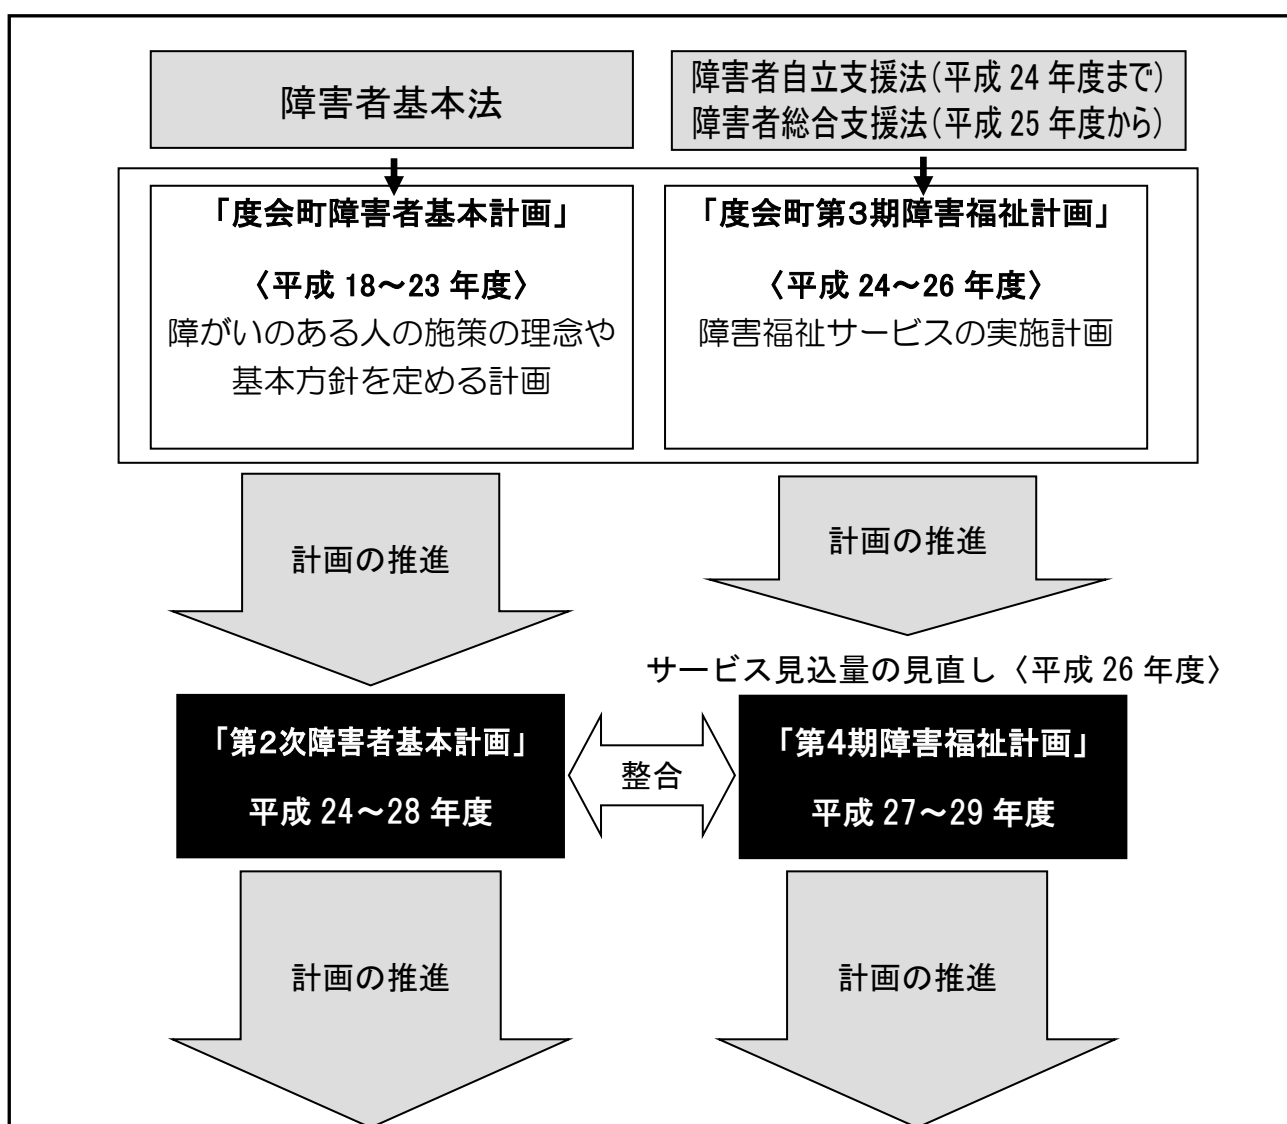 障害者基本法
障害者自立支援法（平成 24 年度まで）
障害者総合支援法（平成 25 年度から）
「度会町障害者基本計画」
〈平成 18～23 年度〉
障がいのある人の施策の理念や
基本方針を定める計画
「度会町第３期障害福祉計画」
〈平成 24～26 年度〉
障害福祉サービスの実施計画
計画の推進
計画の推進
サービス見込量の見直し〈平成 26 年度〉
「第２次障害者基本計画」
平成 24～28 年度
整合
「第４期障害福祉計画」
平成 27～29 年度
計画の推進
計画の推進